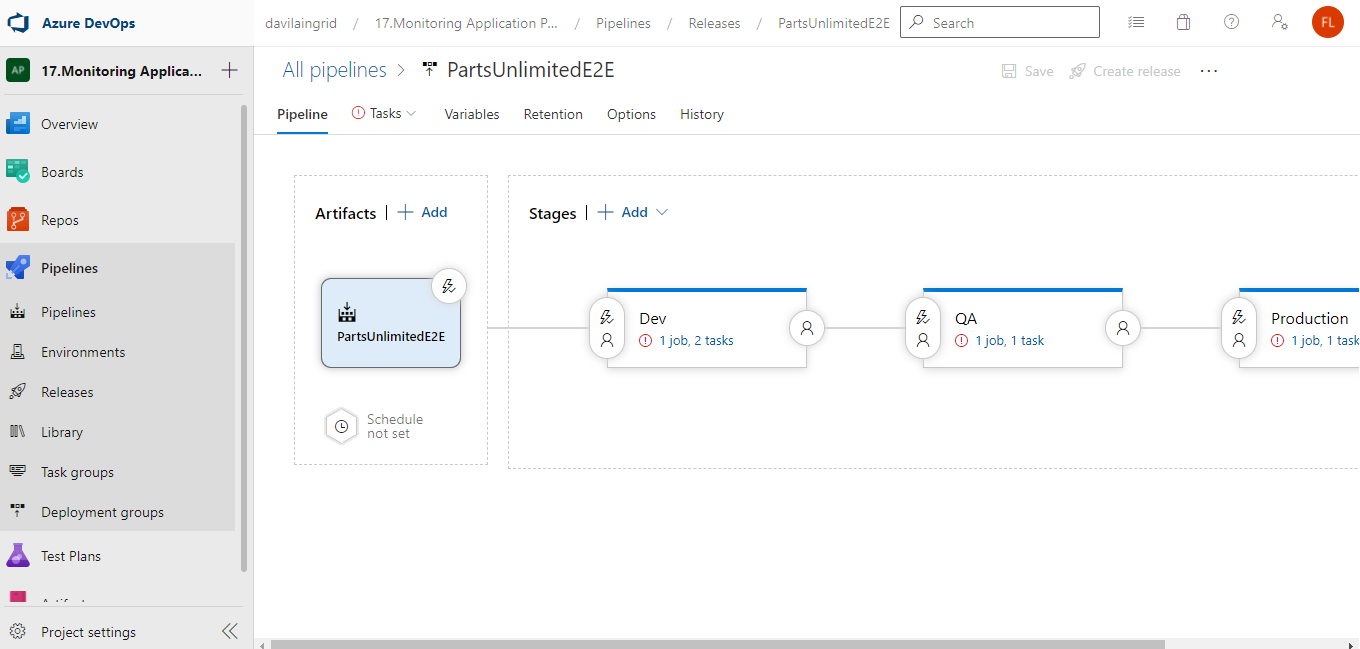 Azure DevOps
davilaingrid / 17.Monitoring Application P... / Pipelines / Releases / PartsUnlimitedE2E
Search
FL
AP
17.Monitoring Applica...
Overview
Boards
Repos
Pipelines
Pipelines
Environments
Releases
Library
Task groups
Deployment groups
Test Plans
Project settings
All pipelines > PartsUnlimitedE2E
Save
Create release
Pipeline
Tasks
Variables
Retention
Options
History
Artifacts | + Add
PartsUnlimitedE2E
Schedule
not set
Stages | + Add
Dev
1 job, 2 tasks
QA
1 job, 1 task
Production
1 job, 1 task